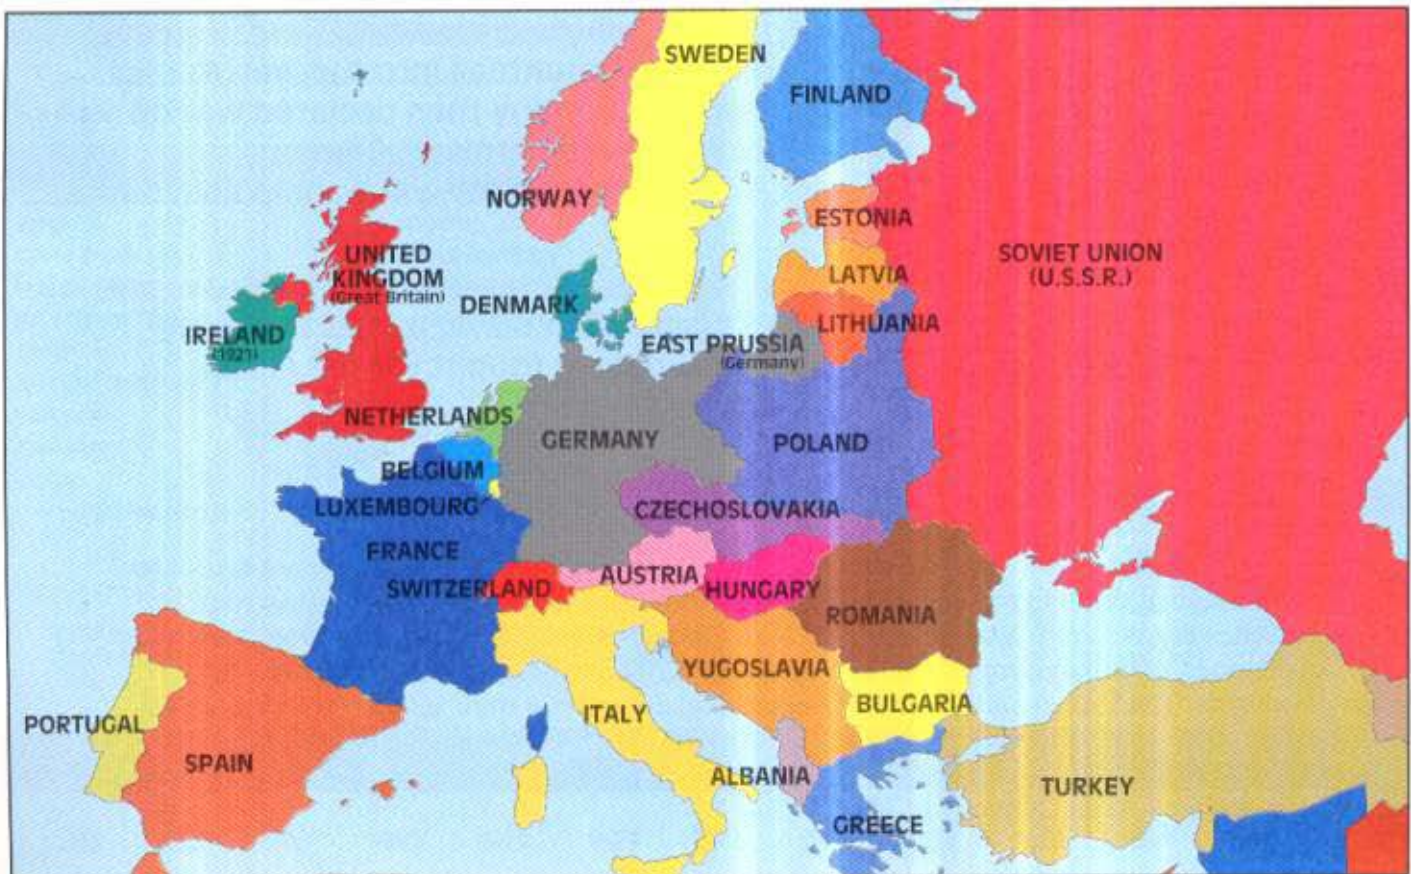 SWEDEN
FINLAND
NORWAY
ESTONIA
UNITED
KINGDOM
(Great Britain)
SOVIET UNION
(U.S.S.R.)
LATVIA
DENMARK
IRELAND
(1921)
LITHUANIA
EAST PRUSSIA
(Germany)
NETHERLANDS
GERMANY
POLAND
BELGIUM
LUXEMBOURG
CZECHOSLOVAKIA
FRANCE
SWITZERLAND
AUSTRIA
HUNGARY
ROMANIA
YUGOSLAVIA
BULGARIA
PORTUGAL
ITALY
SPAIN
ALBANIA
TURKEY
GREECE